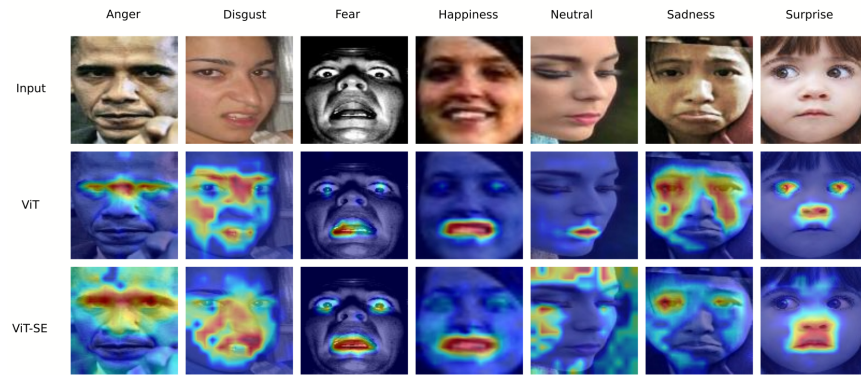 Anger Disgust Fear Happiness Neutral Sadness Surprise
Input
ViT
ViT-SE